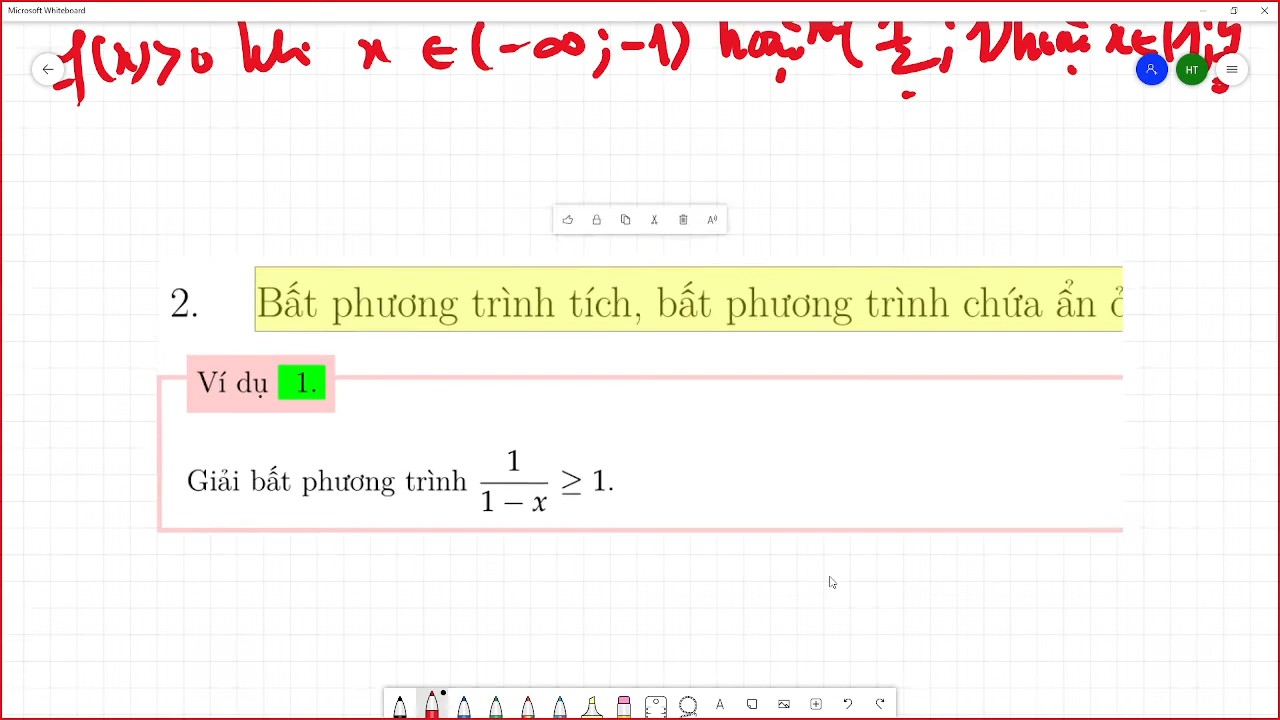 Microsoft Whiteboard
f(x)>0 khi x ∈ (-∞;-1) hoặc
HT
2. Bất phương trình tích, bất phương trình chứa ẩn ở
Ví dụ 1.
Giải bất phương trình 1/(1 − x) ≥ 1.